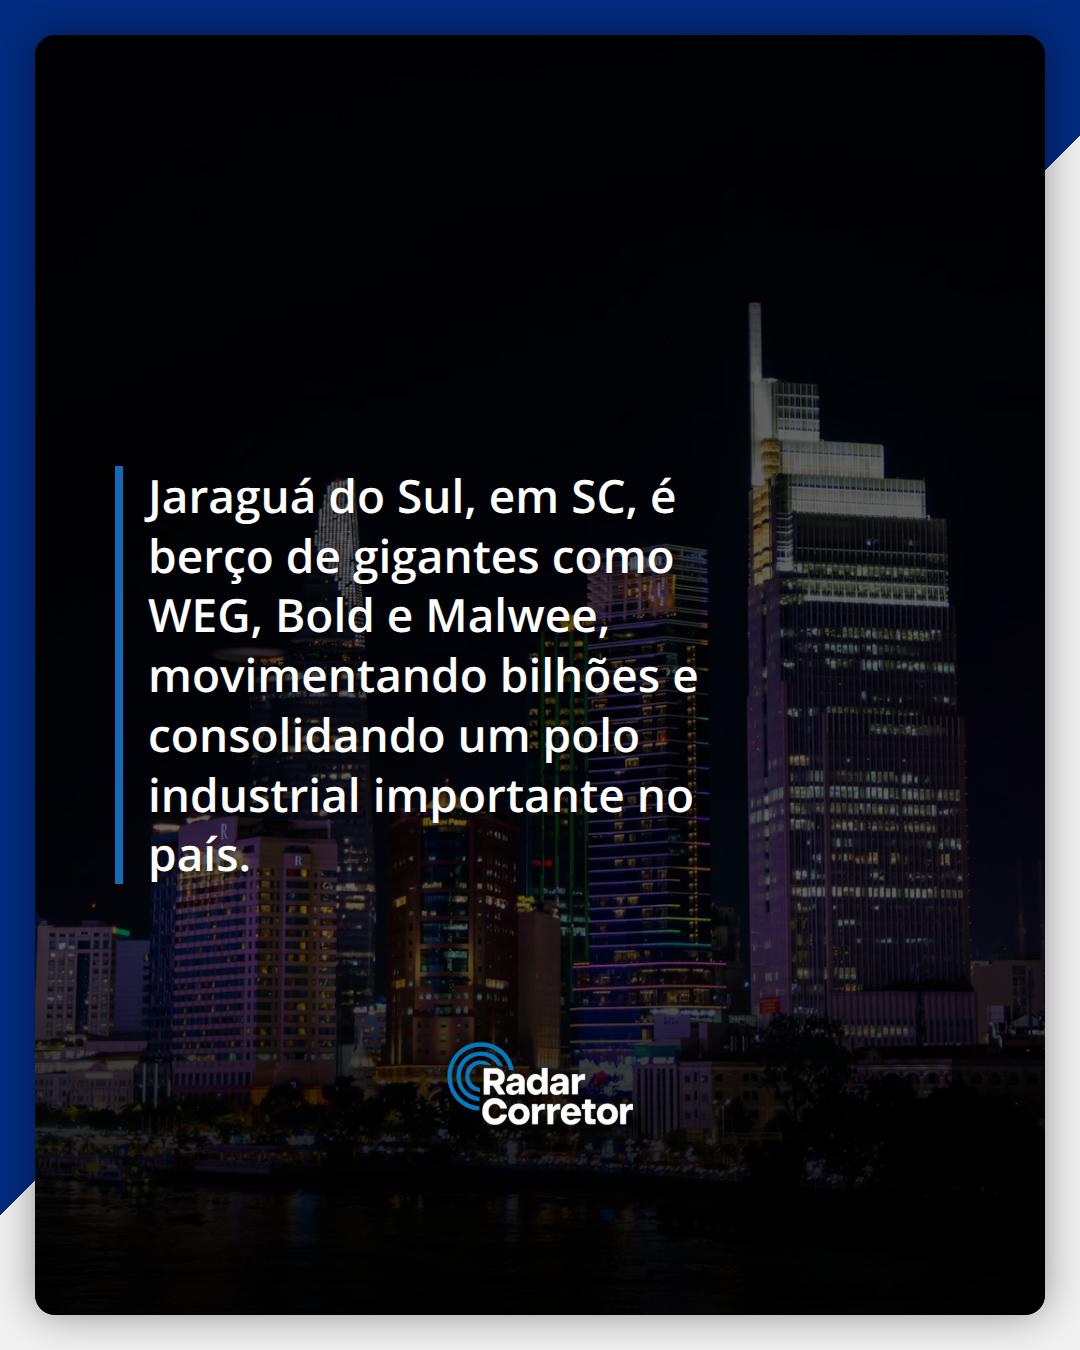 Jaraguá do Sul, em SC, é
berço de gigantes como
WEG, Bold e Malwee,
movimentando bilhões e
consolidando um polo
industrial importante no
país.
R
R
Radar
Corretor